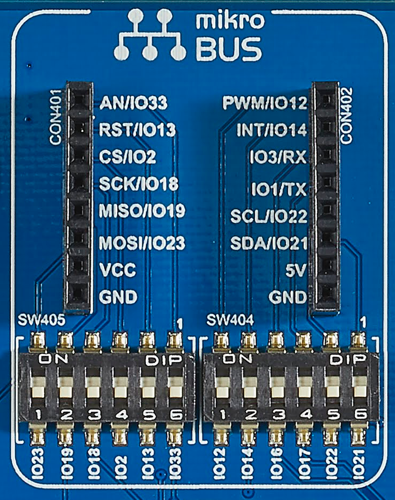 mikro
BUS
CON401
AN/IO33
RST/IO13
CS/IO2
SCK/IO18
MISO/IO19
MOSI/IO23
VCC
GND
CON402
PWM/IO12
INT/IO14
IO3/RX
IO1/TX
SCL/IO22
SDA/IO21
5V
GND
SW405
1
ON DIP
1 2 3 4 5 6
IO23 IO19 IO18 IO2 IO13 IO33
SW404
1
ON DIP
1 2 3 4 5 6
IO12 IO14 IO16 IO17 IO22 IO21